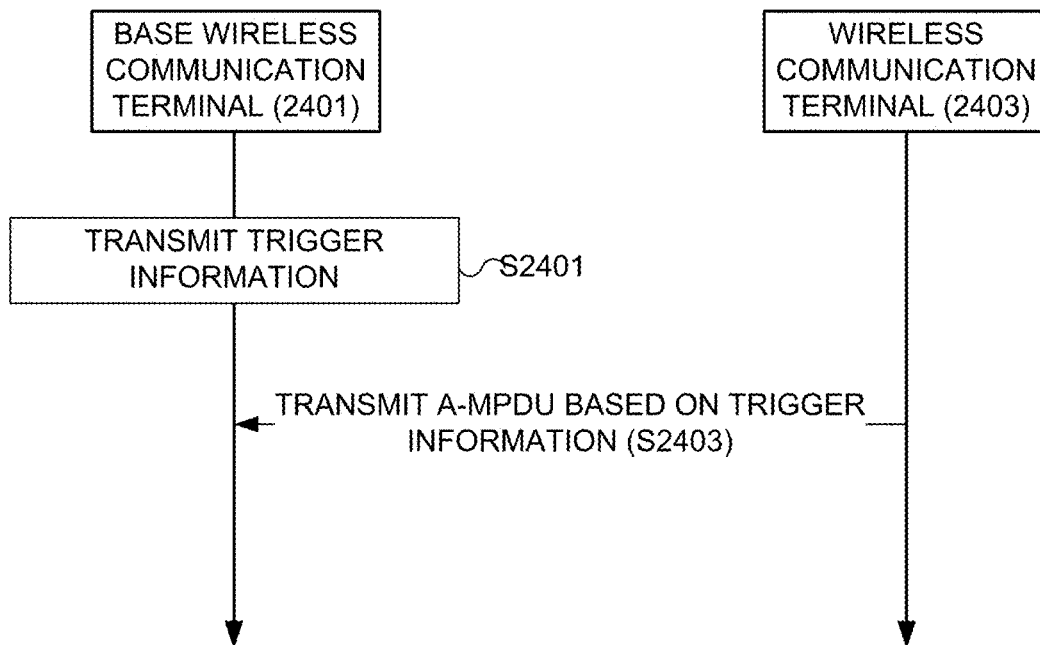 BASE WIRELESS
COMMUNICATION
TERMINAL (2401)
WIRELESS
COMMUNICATION
TERMINAL (2403)
TRANSMIT TRIGGER
INFORMATION
S2401
TRANSMIT A-MPDU BASED ON TRIGGER
INFORMATION (S2403)